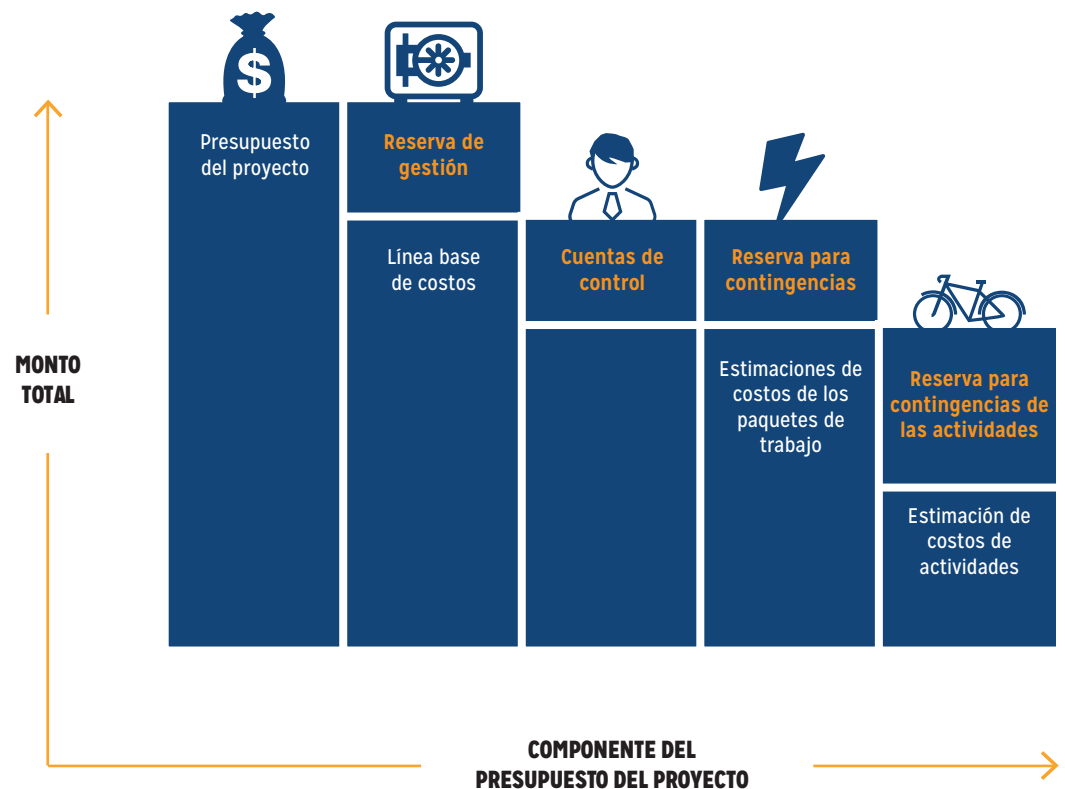 $
Presupuesto
del proyecto
Reserva de
gestión
Línea base
de costos
Cuentas de
control
Reserva para
contingencias
Estimaciones de
costos de los
paquetes de
trabajo
Reserva para
contingencias de
las actividades
Estimación de
costos de
actividades
MONTO
TOTAL
COMPONENTE DEL
PRESUPUESTO DEL PROYECTO